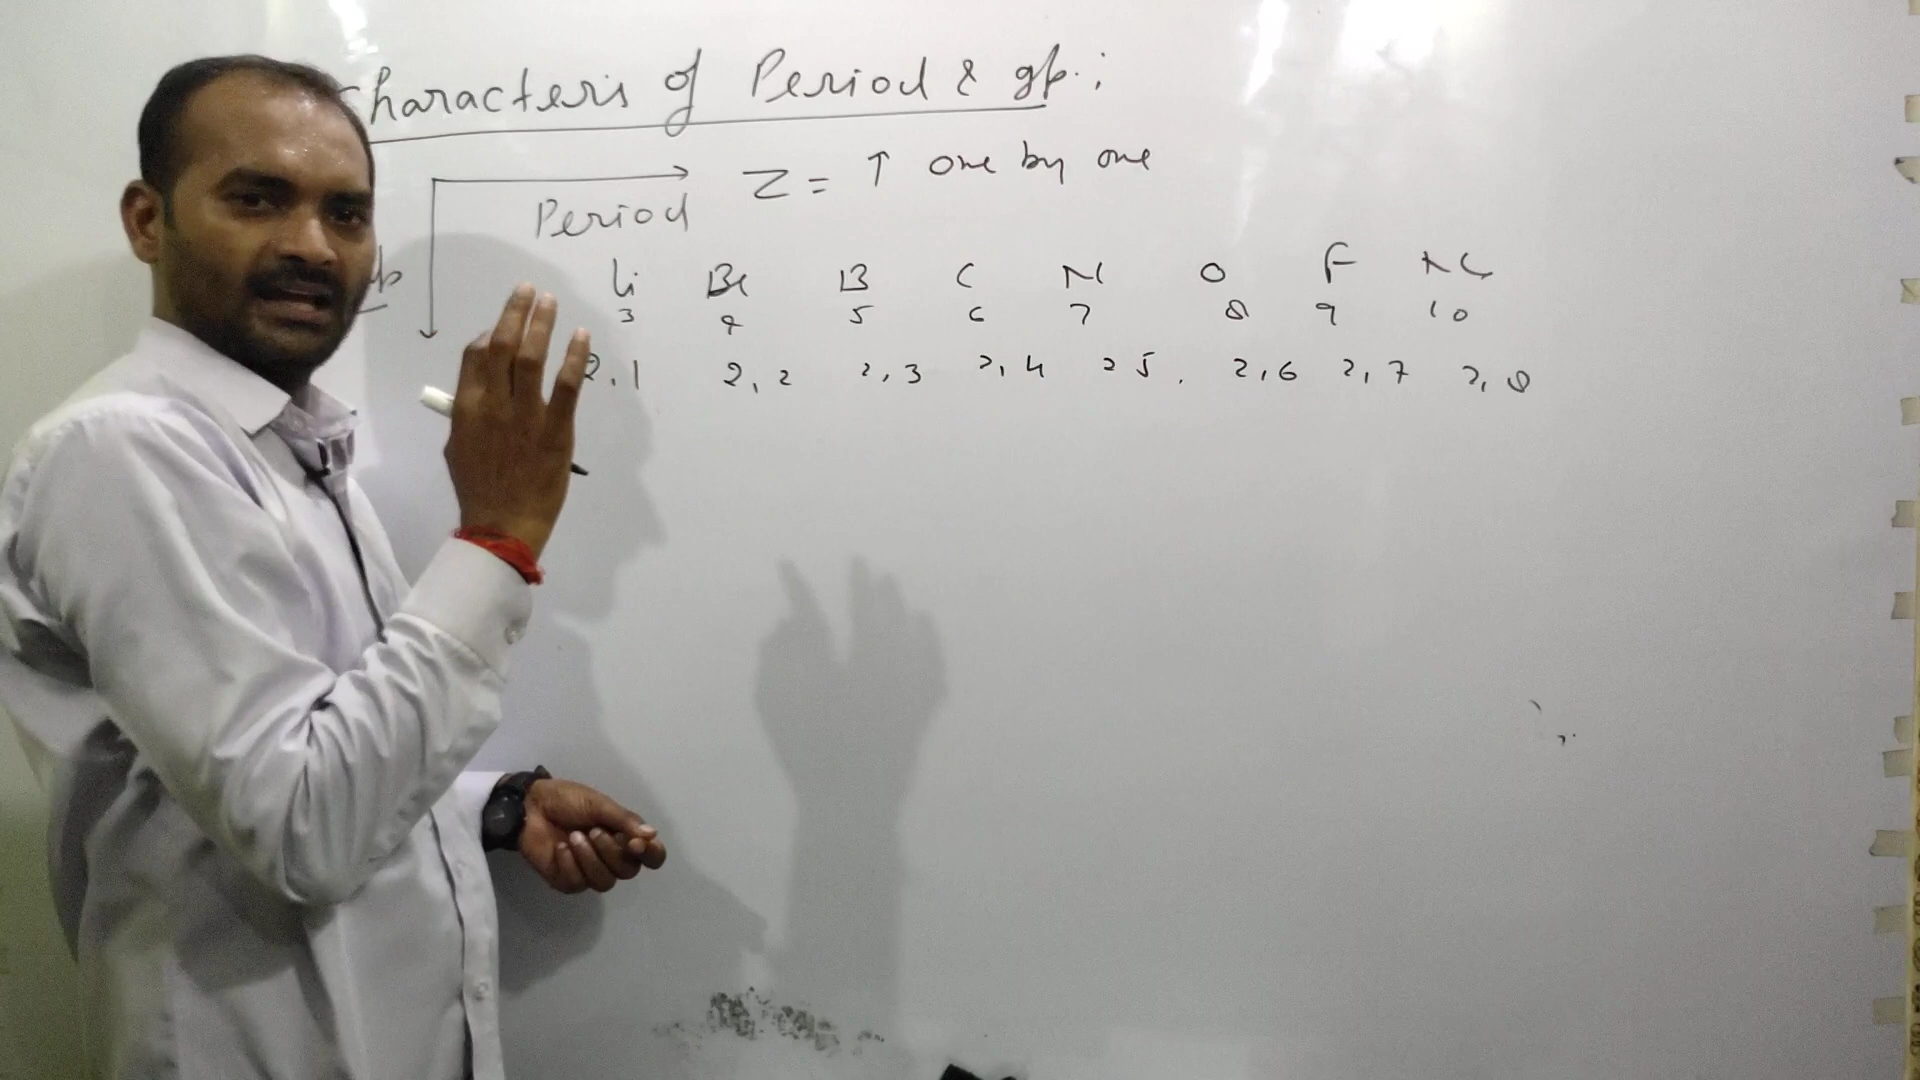 haracteris of Period & gp. :
Z = ↑ one by one
Period
Li Be B C N O F Ne
3 4 5 6 7 8 9 10
2,1 2,2 2,3 2,4 2 5. 2,6 2,7 2,8